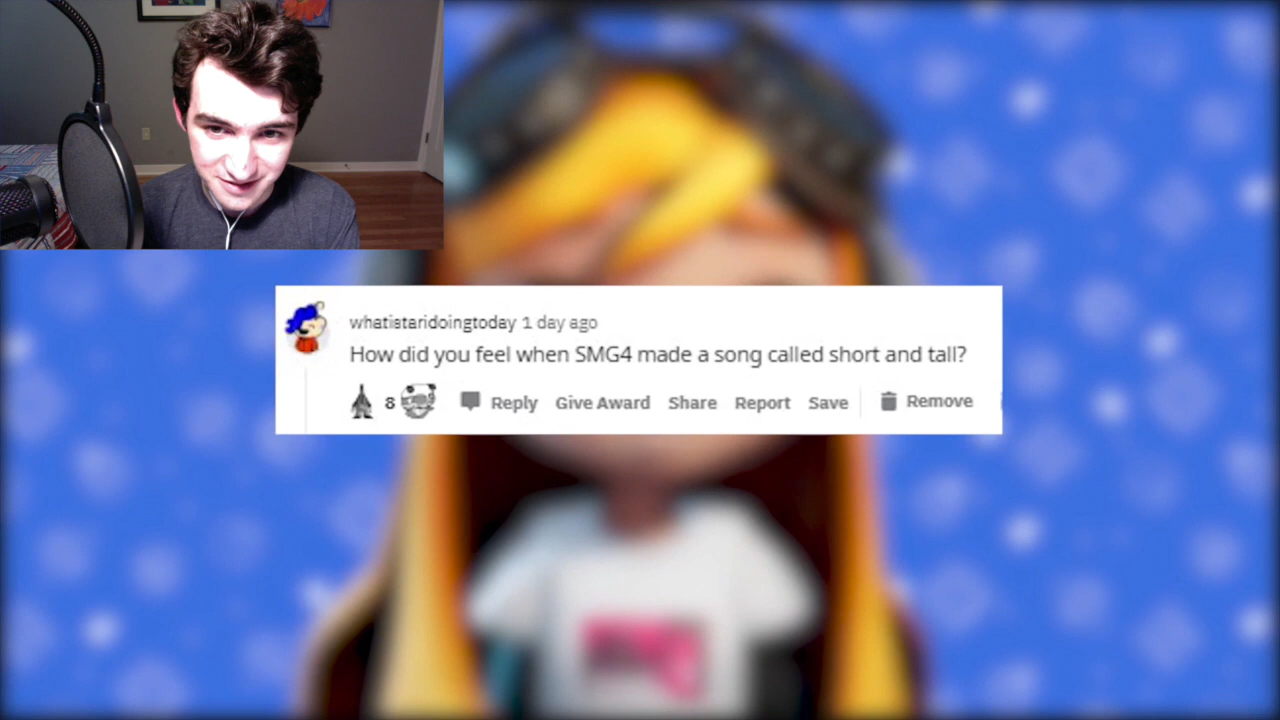 whatistaridoingtoday 1 day ago
How did you feel when SMG4 made a song called short and tall?
8 Reply Give Award Share Report Save Remove